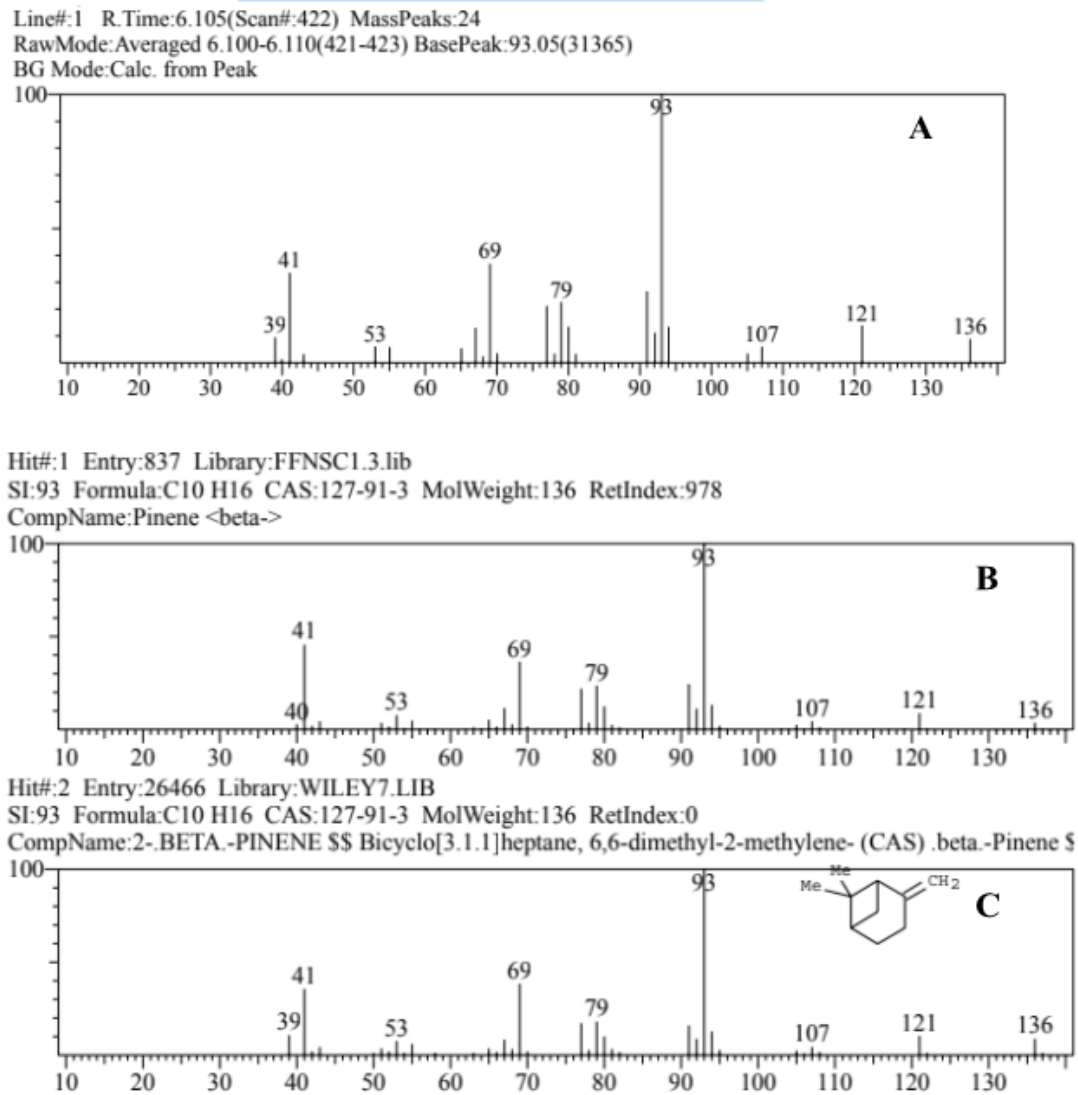 Line#:1 R.Time:6.105(Scan#:422) MassPeaks:24
RawMode:Averaged 6.100-6.110(421-423) BasePeak:93.05(31365)
BG Mode:Calc. from Peak
100
93
A
69
41
79
121
39
136
53
107
10 20 30 40 50 60 70 80 90 100 110 120 130
Hit#:1 Entry:837 Library:FFNSC1.3.lib
SI:93 Formula:C10 H16 CAS:127-91-3 MolWeight:136 RetIndex:978
CompName:Pinene <beta->
100
93
B
41
69
79
53
121
40
107
136
10 20 30 40 50 60 70 80 90 100 110 120 130
Hit#:2 Entry:26466 Library:WILEY7.LIB
SI:93 Formula:C10 H16 CAS:127-91-3 MolWeight:136 RetIndex:0
CompName:2-.BETA.-PINENE $$ Bicyclo[3.1.1]heptane, 6,6-dimethyl-2-methylene- (CAS) .beta.-Pinene $
100
93
Me
Me
CH2
C
69
41
79
39
53
107
121
136
10 20 30 40 50 60 70 80 90 100 110 120 130